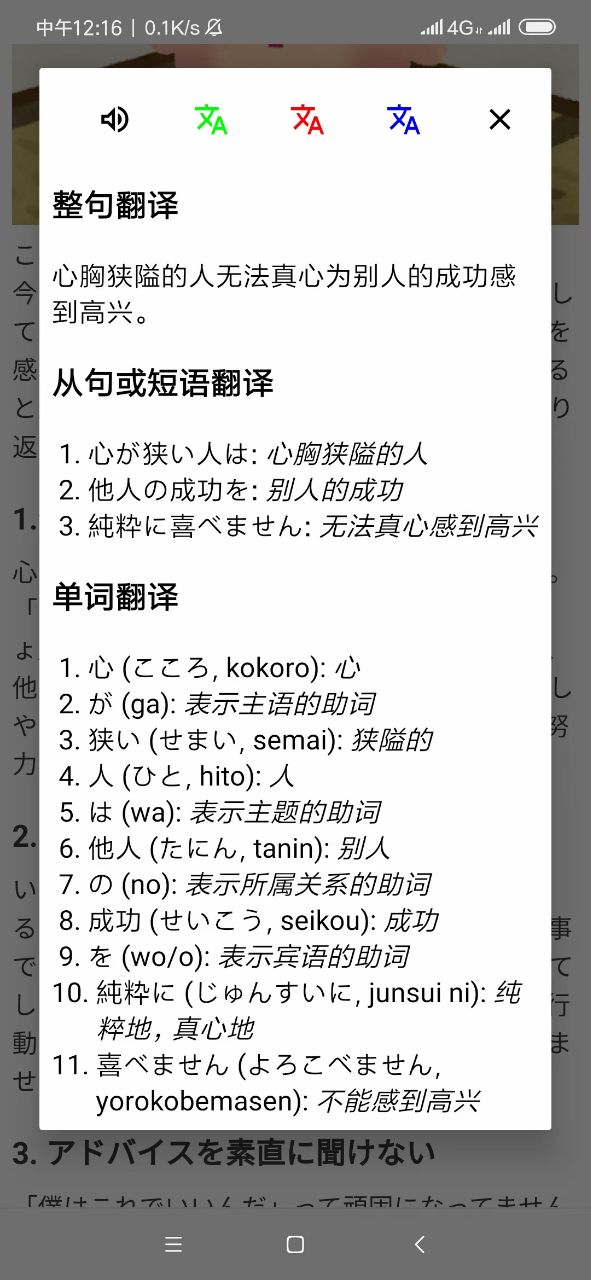 中午12:16 | 0.1K/s
4G
整句翻译
心胸狭隘的人无法真心为别人的成功感
到高兴。
从句或短语翻译
1. 心が狭い人は: 心胸狭隘的人
2. 他人の成功を: 别人的成功
3. 純粋に喜べません: 无法真心感到高兴
单词翻译
1. 心 (こころ, kokoro): 心
2. が (ga): 表示主语的助词
3. 狭い (せまい, semai): 狭隘的
4. 人 (ひと, hito): 人
5. は (wa): 表示主题的助词
6. 他人 (たにん, tanin): 别人
7. の (no): 表示所属关系的助词
8. 成功 (せいこう, seikou): 成功
9. を (wo/o): 表示宾语的助词
10. 純粋に (じゅんすいに, junsui ni): 纯
粹地，真心地
11. 喜べません (よろこべません,
yorokobemasen): 不能感到高兴
3. アドバイスを素直に聞けない
「僕はこれでいいんだ」って頑固になってません